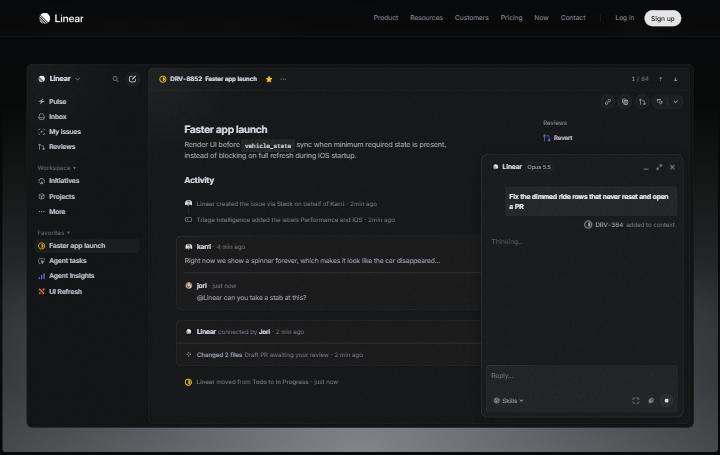 Linear
Product Resources Customers Pricing Now Contact Log in Sign up
Linear
Pulse
Inbox
My issues
Reviews
Workspace
Initiatives
Projects
More
Favorites
Faster app launch
Agent tasks
Agent Insights
UI Refresh
DRV-8852 Faster app launch
1 / 84
Faster app launch
Render UI before vehicle_state sync when minimum required state is present,
instead of blocking on full refresh during iOS startup.
Activity
Linear created the issue via Slack on behalf of Karri · 2min ago
Triage Intelligence added the labels Performance and iOS · 2min ago
karri · 4 min ago
Right now we show a spinner forever, which makes it look like the car disappeared...
jori · just now
@Linear can you take a stab at this?
Linear connected by Jori · 2 min ago
Changed 2 files Draft PR awaiting your review · 2 min ago
Linear moved from Todo to In Progress · just now
Reviews
Revert
Linear Opus 5.5
Fix the dimmed ride rows that never reset and open
a PR
DRV-364 added to context
Thinking...
Reply...
Skills